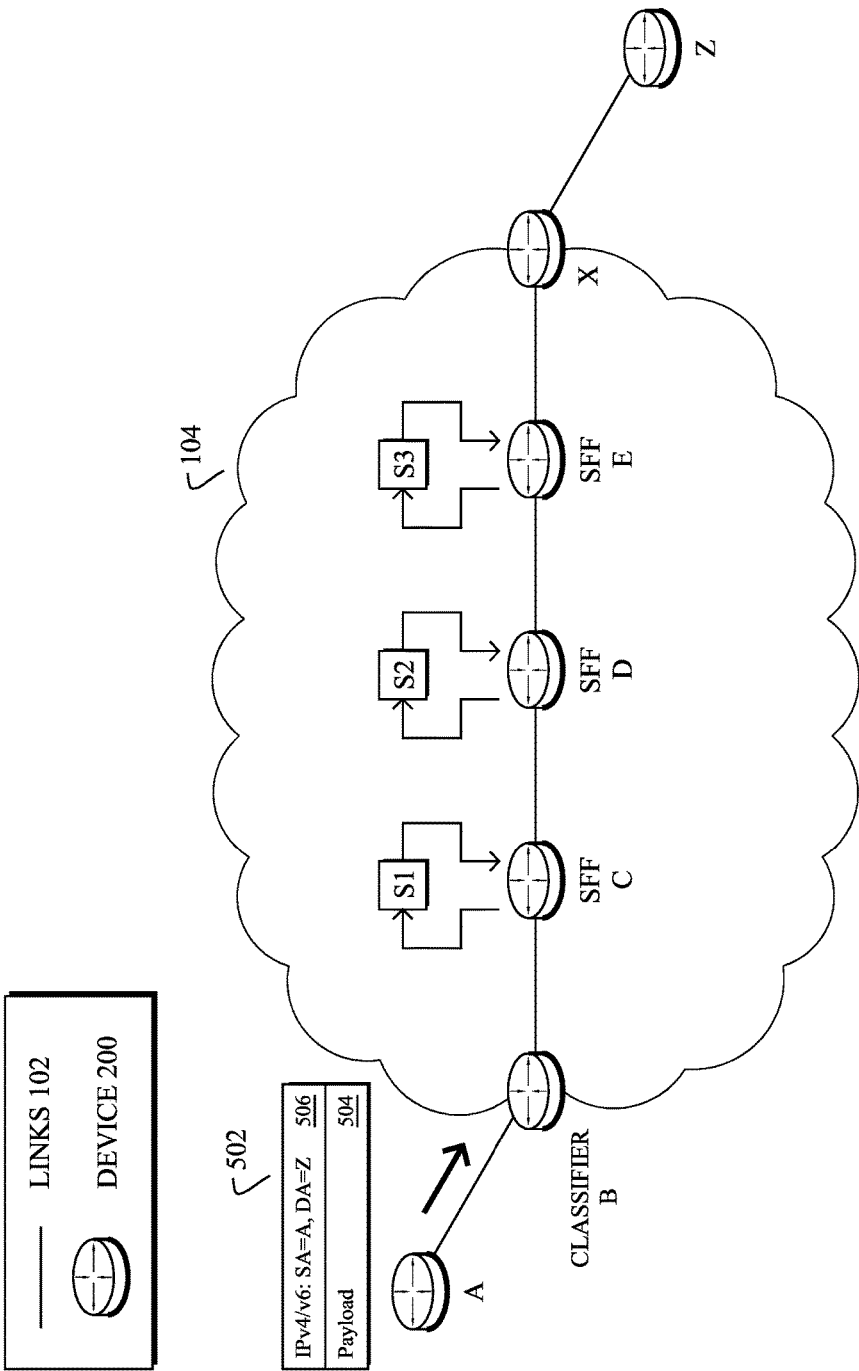 LINKS 102
DEVICE 200
502
IPv4/v6: SA=A, DA=Z 506
Payload 504
A
CLASSIFIER
B
104
S1
S2
S3
SFF
C
SFF
D
SFF
E
X
Z